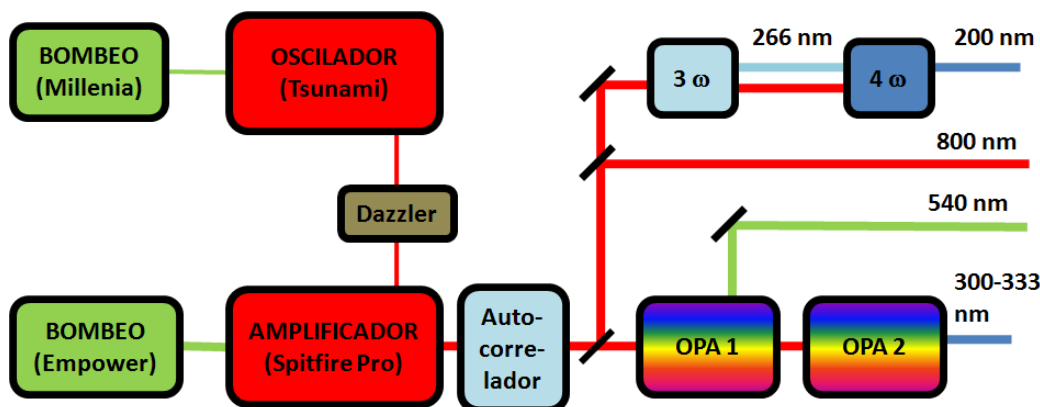 BOMBEO
(Millenia)
OSCILADOR
(Tsunami)
266 nm
200 nm
3 ω
4 ω
800 nm
Dazzler
540 nm
300-333
nm
BOMBEO
(Empower)
AMPLIFICADOR
(Spitfire Pro)
Auto-
corre-
lador
OPA 1
OPA 2